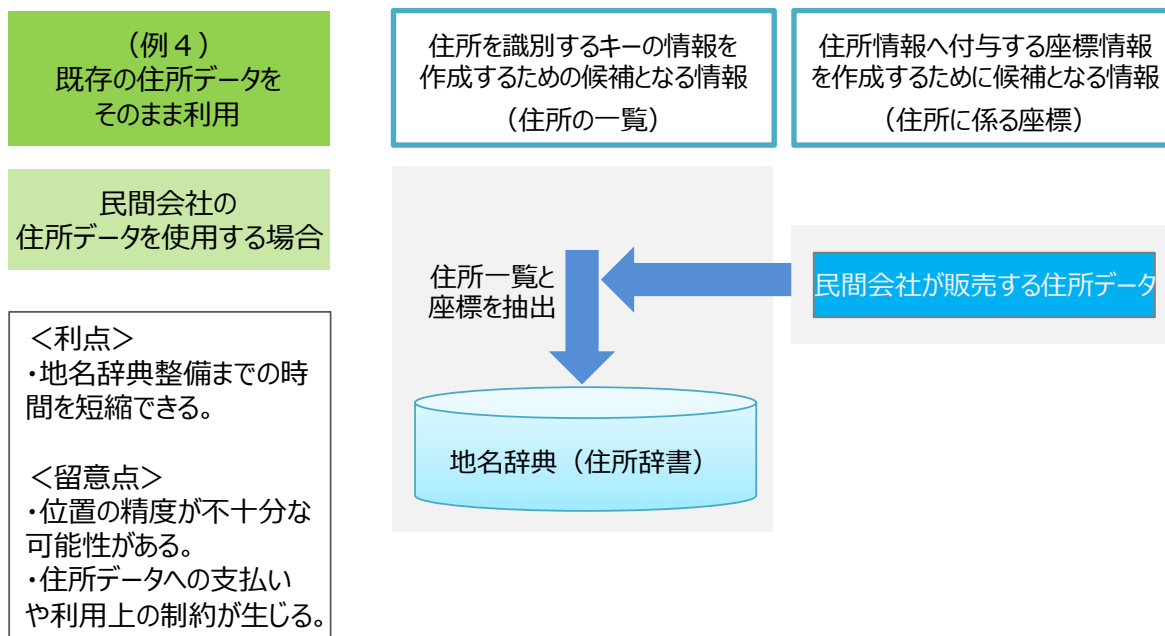 （例４）
既存の住所データを
そのまま利用
住所を識別するキーの情報を
作成するための候補となる情報
（住所の一覧）
住所情報へ付与する座標情報
を作成するために候補となる情報
（住所に係る座標）
民間会社の
住所データを使用する場合
住所一覧と
座標を抽出
民間会社が販売する住所データ
地名辞典（住所辞書）
＜利点＞
・地名辞典整備までの時
間を短縮できる。
＜留意点＞
・位置の精度が不十分な
可能性がある。
・住所データへの支払い
や利用上の制約が生じる。